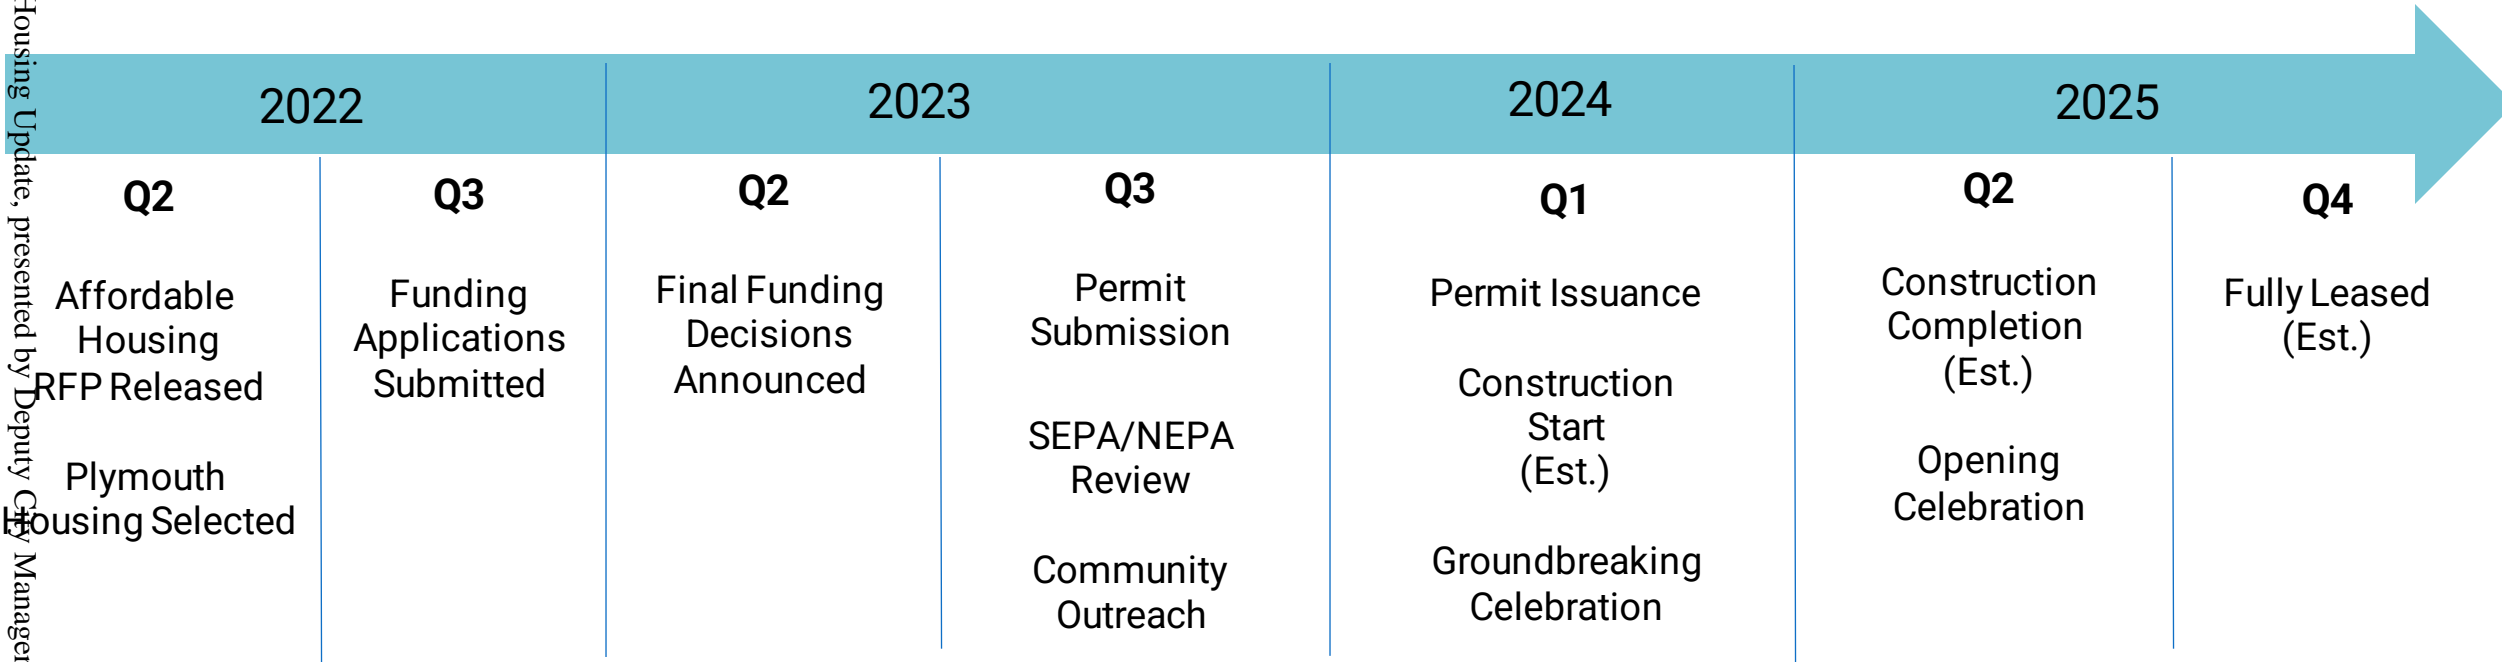 2022
2023
2024
2025
Q2
Affordable
Housing
RFP Released
Plymouth
Housing Selected
Q3
Funding
Applications
Submitted
Q2
Final Funding
Decisions
Announced
Q3
Permit
Submission
SEPA/NEPA
Review
Community
Outreach
Q1
Permit Issuance
Construction
Start
(Est.)
Groundbreaking
Celebration
Q2
Construction
Completion
(Est.)
Opening
Celebration
Q4
Fully Leased
(Est.)
Housing Update, presented by Deputy City Manager